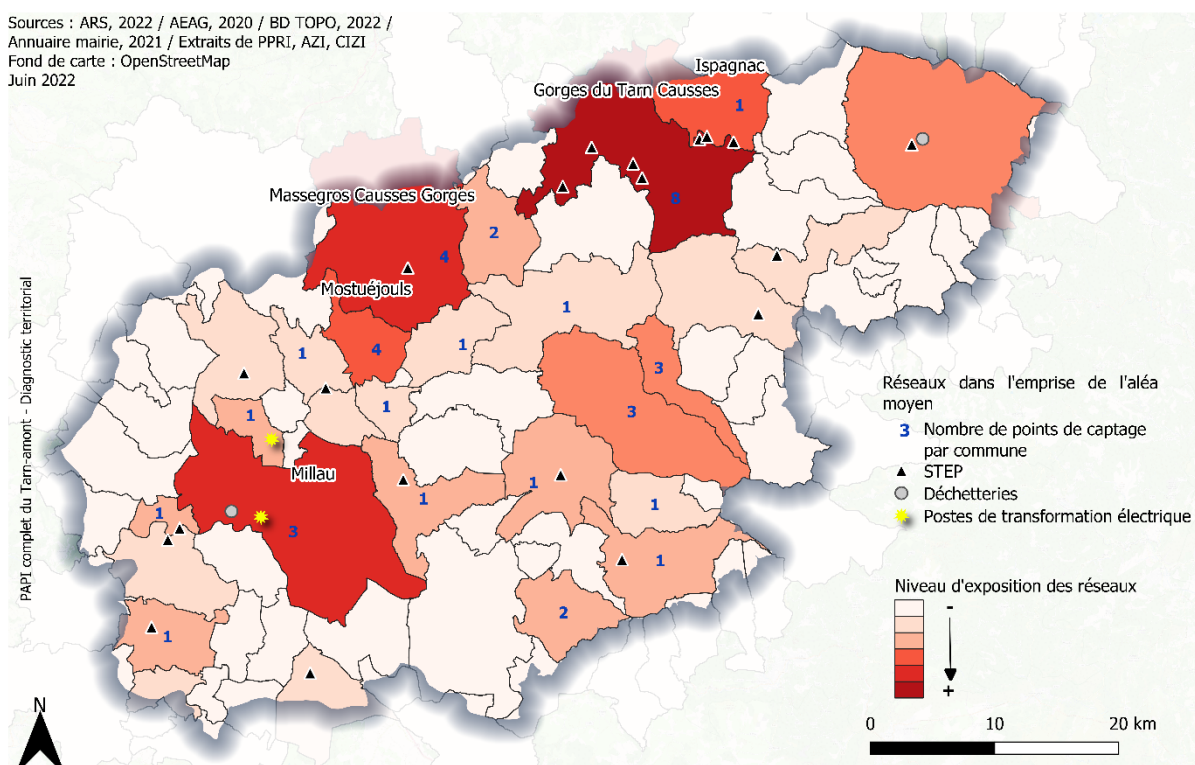 Sources : ARS, 2022 / AEAG, 2020 / BD TOPO, 2022 /
Annuaire mairie, 2021 / Extraits de PPRI, AZI, CIZI
Fond de carte : OpenStreetMap
Juin 2022
Ispagnac
Gorges du Tarn Causses
1
8
Massegros Causses Gorges
2
4
Mostuéjouls
1
1
1
4
3
1
1
3
Millau
1
1
1
1
3
1
2
1
PAPI complet du Tarn-amont - Diagnostic territorial
Réseaux dans l'emprise de l'aléa
moyen
3 Nombre de points de captage
par commune
STEP
Déchetteries
Postes de transformation électrique
Niveau d'exposition des réseaux
-
+
N
0 10 20 km